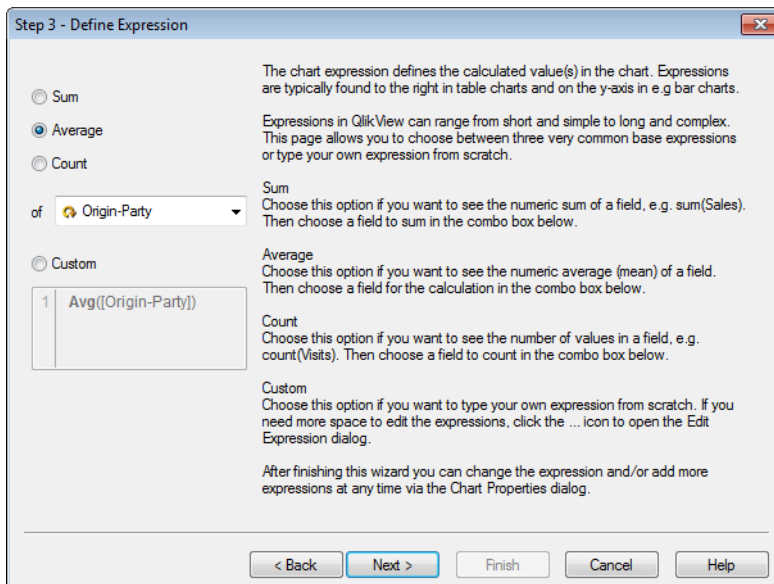 Step 3 - Define Expression
Sum
Average
Count
of Origin-Party
Custom
1 Avg([Origin-Party])
The chart expression defines the calculated value(s) in the chart. Expressions
are typically found to the right in table charts and on the y-axis in e.g bar charts.
Expressions in QlikView can range from short and simple to long and complex.
This page allows you to choose between three very common base expressions
or type your own expression from scratch.
Sum
Choose this option if you want to see the numeric sum of a field, e.g. sum(Sales).
Then choose a field to sum in the combo box below.
Average
Choose this option if you want to see the numeric average (mean) of a field.
Then choose a field for the calculation in the combo box below.
Count
Choose this option if you want to see the number of values in a field, e.g.
count(Visits). Then choose a field to count in the combo box below.
Custom
Choose this option if you want to type your own expression from scratch. If you
need more space to edit the expressions, click the ... icon to open the Edit
Expression dialog.
After finishing this wizard you can change the expression and/or add more
expressions at any time via the Chart Properties dialog.
< Back Next > Finish Cancel Help